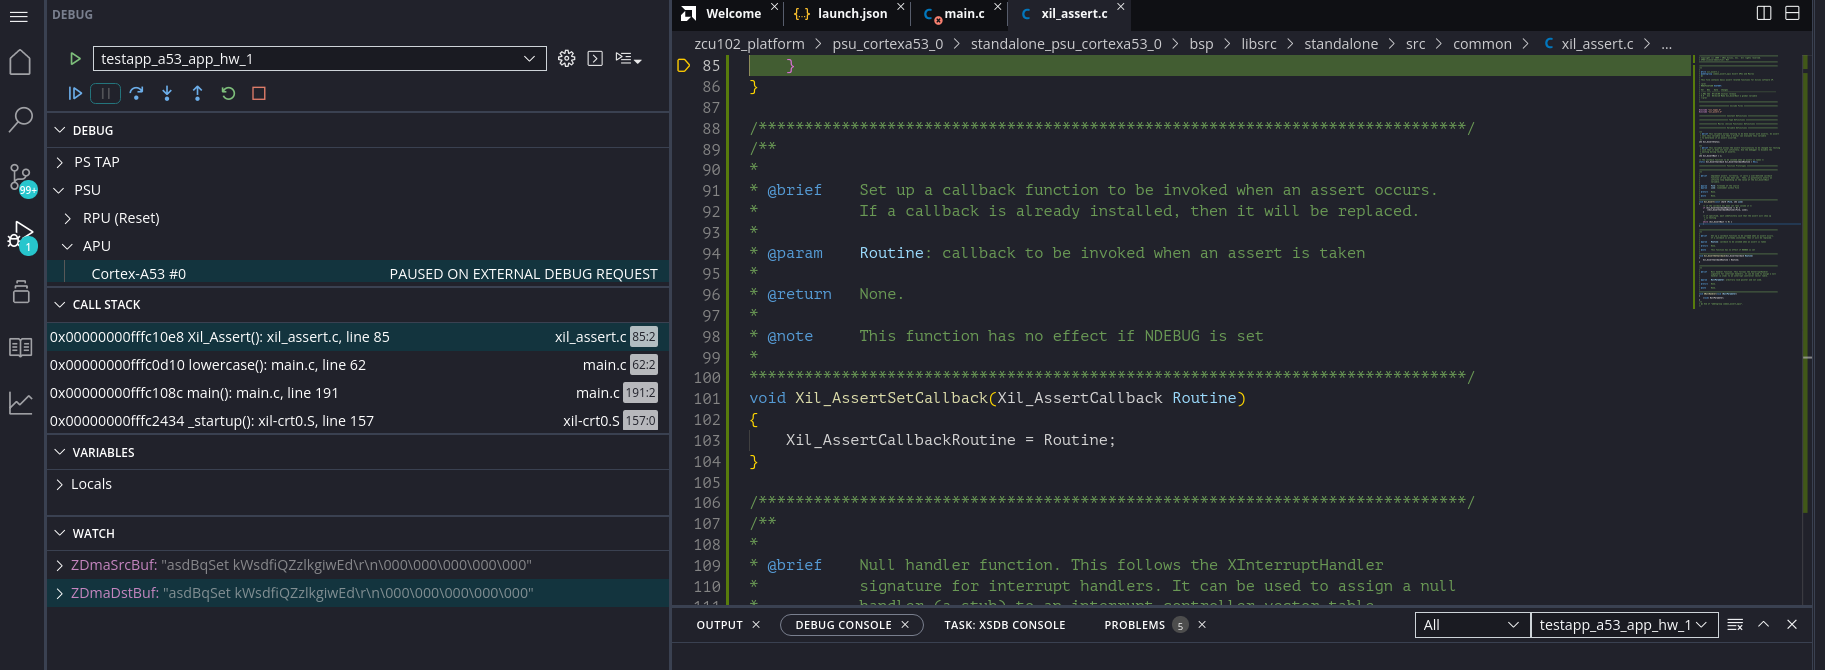 DEBUG
testapp_a53_app_hw_1
DEBUG
PS TAP
PSU
RPU (Reset)
APU
Cortex-A53 #0 PAUSED ON EXTERNAL DEBUG REQUEST
CALL STACK
0x00000000fffc10e8 Xil_Assert(): xil_assert.c, line 85 xil_assert.c 85:2
0x00000000fffc0d10 lowercase(): main.c, line 62 main.c 62:2
0x00000000fffc108c main(): main.c, line 191 main.c 191:2
0x00000000fffc2434 _startup(): xil-crt0.S, line 157 xil-crt0.S 157:0
VARIABLES
Locals
WATCH
ZDmaSrcBuf: "asdBqSet kWsdfiQZzlkgiwEd\r\n\000\000\000\000\000"
ZDmaDstBuf: "asdBqSet kWsdfiQZzlkgiwEd\r\n\000\000\000\000\000"
99+
1
Welcome × {..} launch.json × C main.c × C xil_assert.c ×
zcu102_platform > psu_cortexa53_0 > standalone_psu_cortexa53_0 > bsp > libsrc > standalone > src > common > C xil_assert.c > ...
85 }
86 }
87
88 /*****************************************************************************/
89 /**
90 *
91 * @brief Set up a callback function to be invoked when an assert occurs.
92 * If a callback is already installed, then it will be replaced.
93 *
94 * @param Routine: callback to be invoked when an assert is taken
95 *
96 * @return None.
97 *
98 * @note This function has no effect if NDEBUG is set
99 *
100 ******************************************************************************/
101 void Xil_AssertSetCallback(Xil_AssertCallback Routine)
102 {
103 Xil_AssertCallbackRoutine = Routine;
104 }
105
106 /*****************************************************************************/
107 /**
108 *
109 * @brief Null handler function. This follows the XInterruptHandler
110 * signature for interrupt handlers. It can be used to assign a null
111 * handler (a stub) to an interrupt controller vector table.
OUTPUT × DEBUG CONSOLE × TASK: XSDB CONSOLE PROBLEMS 5 × All testapp_a53_app_hw_1